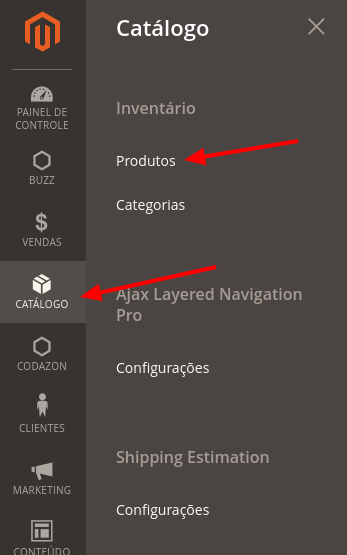 Catálogo
PAINEL DE
CONTROLE
BUZZ
VENDAS
CATÁLOGO
CODAZON
CLIENTES
MARKETING
CONTEÚDO
Inventário
Produtos
Categorias
Ajax Layered Navigation
Pro
Configurações
Shipping Estimation
Configurações